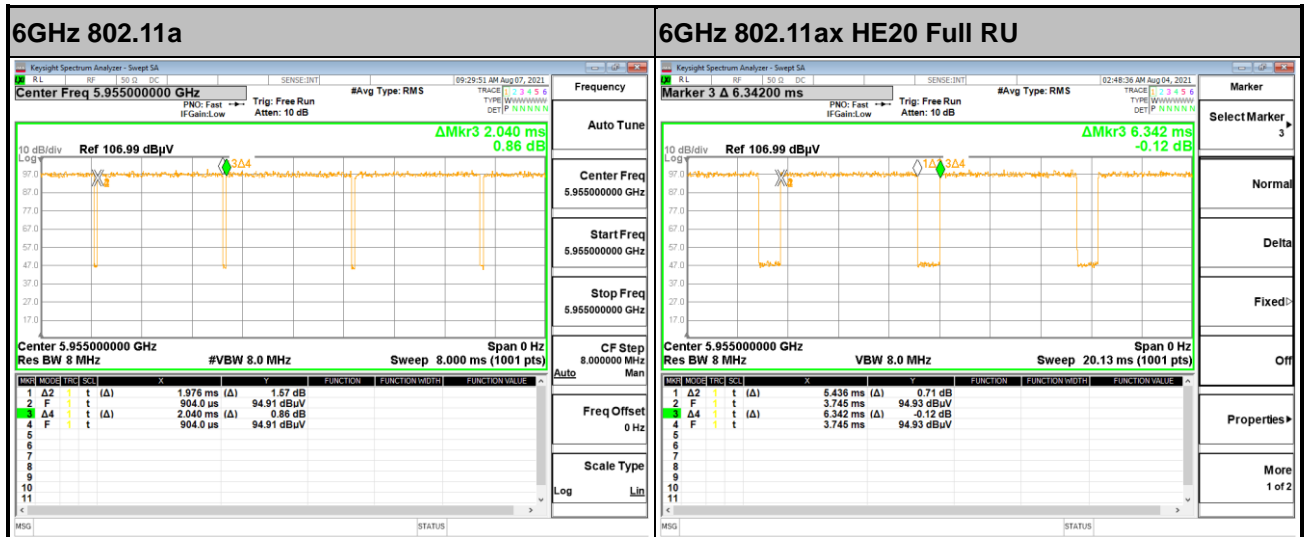 6GHz 802.11a
Keysight Spectrum Analyzer - Swept SA
RL RF 50 Ω DC SENSE:INT 09:29:51 AM Aug 07, 2021
Center Freq 5.955000000 GHz #Avg Type: RMS TRACE 1 2 3 4 5 6
PNO: Fast Trig: Free Run TYPE WWWWWW
IFGain:Low Atten: 10 dB DET P N N N N N
ΔMkr3 2.040 ms
0.86 dB
10 dB/div Ref 106.99 dBµV
Log
97.0
87.0
77.0
67.0
57.0
47.0
37.0
27.0
17.0
2
3Δ4
Center 5.955000000 GHz Span 0 Hz
Res BW 8 MHz #VBW 8.0 MHz Sweep 8.000 ms (1001 pts)
MKR MODE TRC SCL X Y FUNCTION FUNCTION WIDTH FUNCTION VALUE
1 Δ2 1 t (Δ) 1.976 ms (Δ) 1.57 dB
2 F 1 t 904.0 µs 94.91 dBµV
3 Δ4 1 t (Δ) 2.040 ms (Δ) 0.86 dB
4 F 1 t 904.0 µs 94.91 dBµV
5
6
7
8
9
10
11
MSG STATUS
Frequency
Auto Tune
Center Freq
5.955000000 GHz
Start Freq
5.955000000 GHz
Stop Freq
5.955000000 GHz
CF Step
8.000000 MHz
Auto Man
Freq Offset
0 Hz
Scale Type
Log Lin
6GHz 802.11ax HE20 Full RU
Keysight Spectrum Analyzer - Swept SA
RL RF 50 Ω DC SENSE:INT 02:48:36 AM Aug 04, 2021
Marker 3 Δ 6.34200 ms #Avg Type: RMS TRACE 1 2 3 4 5 6
PNO: Fast Trig: Free Run TYPE WWWWWW
IFGain:Low Atten: 10 dB DET P N N N N N
ΔMkr3 6.342 ms
-0.12 dB
10 dB/div Ref 106.99 dBµV
Log
97.0
87.0
77.0
67.0
57.0
47.0
37.0
27.0
17.0
2
1Δ2 3Δ4
Center 5.955000000 GHz Span 0 Hz
Res BW 8 MHz VBW 8.0 MHz Sweep 20.13 ms (1001 pts)
MKR MODE TRC SCL X Y FUNCTION FUNCTION WIDTH FUNCTION VALUE
1 Δ2 1 t (Δ) 5.436 ms (Δ) 0.71 dB
2 F 1 t 3.745 ms 94.93 dBµV
3 Δ4 1 t (Δ) 6.342 ms (Δ) -0.12 dB
4 F 1 t 3.745 ms 94.93 dBµV
5
6
7
8
9
10
11
MSG STATUS
Marker
Select Marker
3
Normal
Delta
Fixed
Off
Properties
More
1 of 2